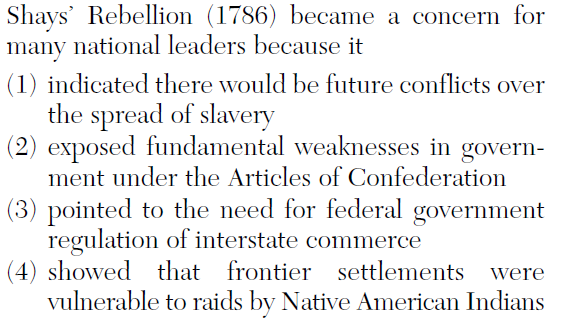 Shays’ Rebellion (1786) became a concern for
many national leaders because it
(1) indicated there would be future conflicts over
the spread of slavery
(2) exposed fundamental weaknesses in govern-
ment under the Articles of Confederation
(3) pointed to the need for federal government
regulation of interstate commerce
(4) showed that frontier settlements were
vulnerable to raids by Native American Indians